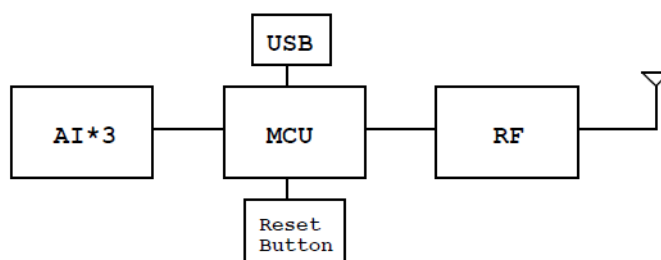 USB
AI*3
MCU
RF
Reset
Button